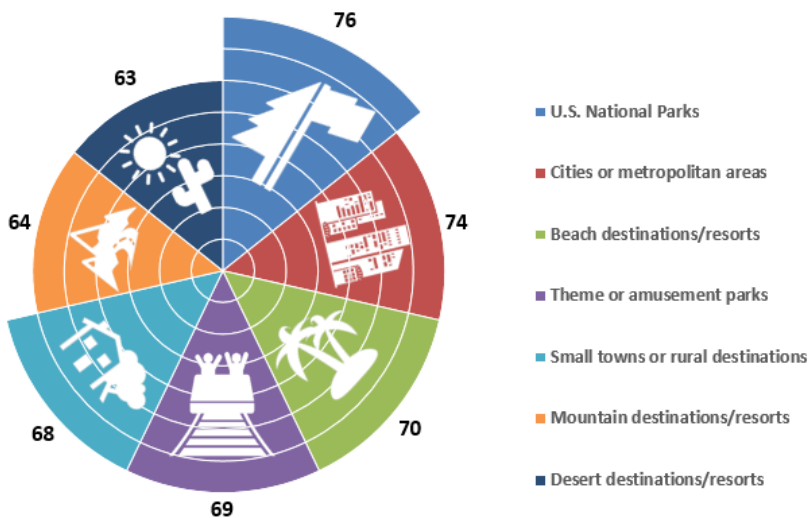 76
63
64
74
68
70
69
U.S. National Parks
Cities or metropolitan areas
Beach destinations/resorts
Theme or amusement parks
Small towns or rural destinations
Mountain destinations/resorts
Desert destinations/resorts